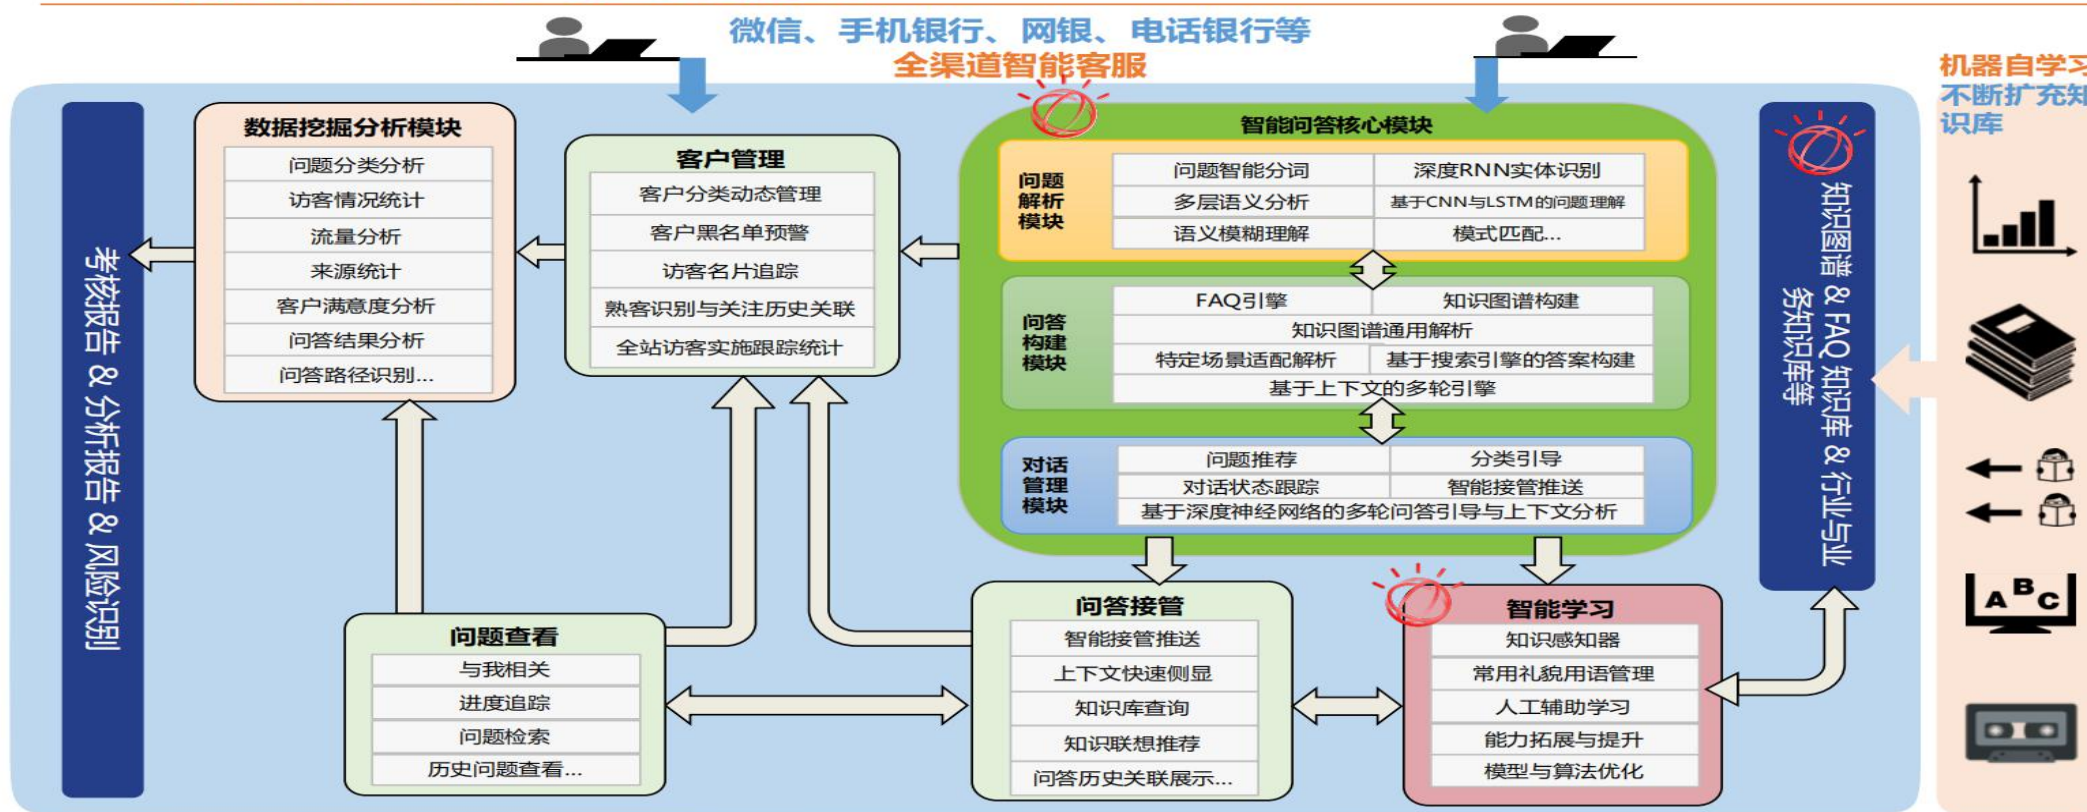 微信、手机银行、网银、电话银行等
全渠道智能客服
机器自学习
不断扩充知
识库
考核报告 & 分析报告 & 风险识别
数据挖掘分析模块
问题分类分析
访客情况统计
流量分析
来源统计
客户满意度分析
问答结果分析
问答路径识别...
客户管理
客户分类动态管理
客户黑名单预警
访客名片追踪
熟客识别与关注历史关联
全站访客实施跟踪统计
智能问答核心模块
问题
解析
模块
问题智能分词
深度RNN实体识别
多层语义分析
基于CNN与LSTM的问题理解
语义模糊理解
模式匹配...
问答
构建
模块
FAQ引擎
知识图谱构建
知识图谱通用解析
特定场景适配解析
基于搜索引擎的答案构建
基于上下文的多轮引擎
对话
管理
模块
问题推荐
分类引导
对话状态跟踪
智能接管推送
基于深度神经网络的多轮问答引导与上下文分析
知识图谱 & FAQ 知识库 & 行业与业
务知识库等
问题查看
与我相关
进度追踪
问题检索
历史问题查看...
问答接管
智能接管推送
上下文快速侧显
知识库查询
知识联想推荐
问答历史关联展示...
智能学习
知识感知器
常用礼貌用语管理
人工辅助学习
能力拓展与提升
模型与算法优化
A B C